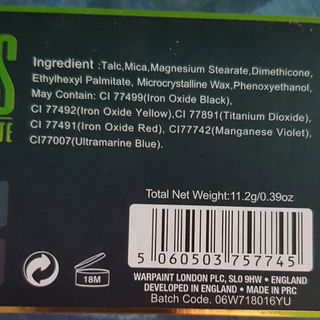 S
TE
Ingredient :Talc,Mica,Magnesium Stearate,Dimethicone,
Ethylhexyl Palmitate, Microcrystalline Wax,Phenoxyethanol,
May Contain: CI 77499(Iron Oxide Black),
CI 77492(Iron Oxide Yellow),CI 77891(Titanium Dioxide),
CI 77491(Iron Oxide Red), CI77742(Manganese Violet),
CI77007(Ultramarine Blue).
Total Net Weight:11.2g/0.39oz
18M
5 060503 757745
WARPAINT LONDON PLC, SL0 9HW • ENGLAND
DEVELOPED IN ENGLAND • MADE IN PRC
Batch Code: 06W718016YU